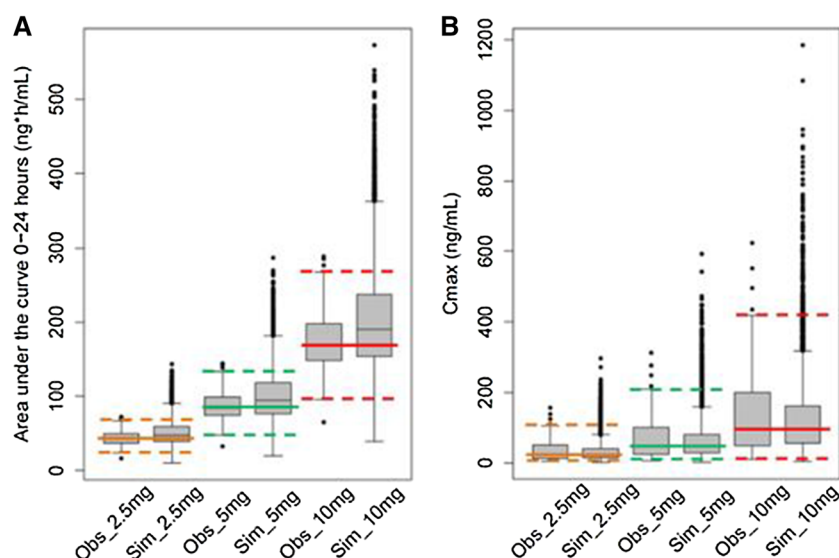 A
Area under the curve 0−24 hours (ng*h/mL)
500
400
300
200
100
0
Obs_2.5mg
Sim_2.5mg
Obs_5mg
Sim_5mg
Obs_10mg
Sim_10mg
B
Cmax (ng/mL)
1200
1000
800
600
400
200
0
Obs_2.5mg
Sim_2.5mg
Obs_5mg
Sim_5mg
Obs_10mg
Sim_10mg